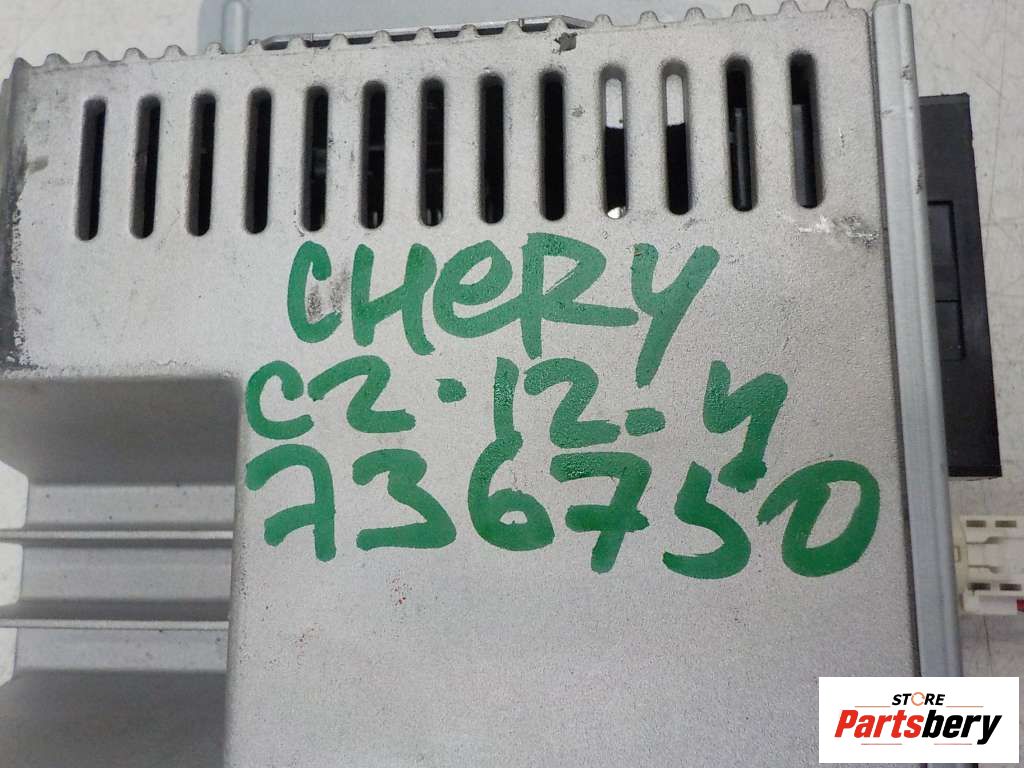 CHeRY
C2·12·4
736750
STORE
Partsbery